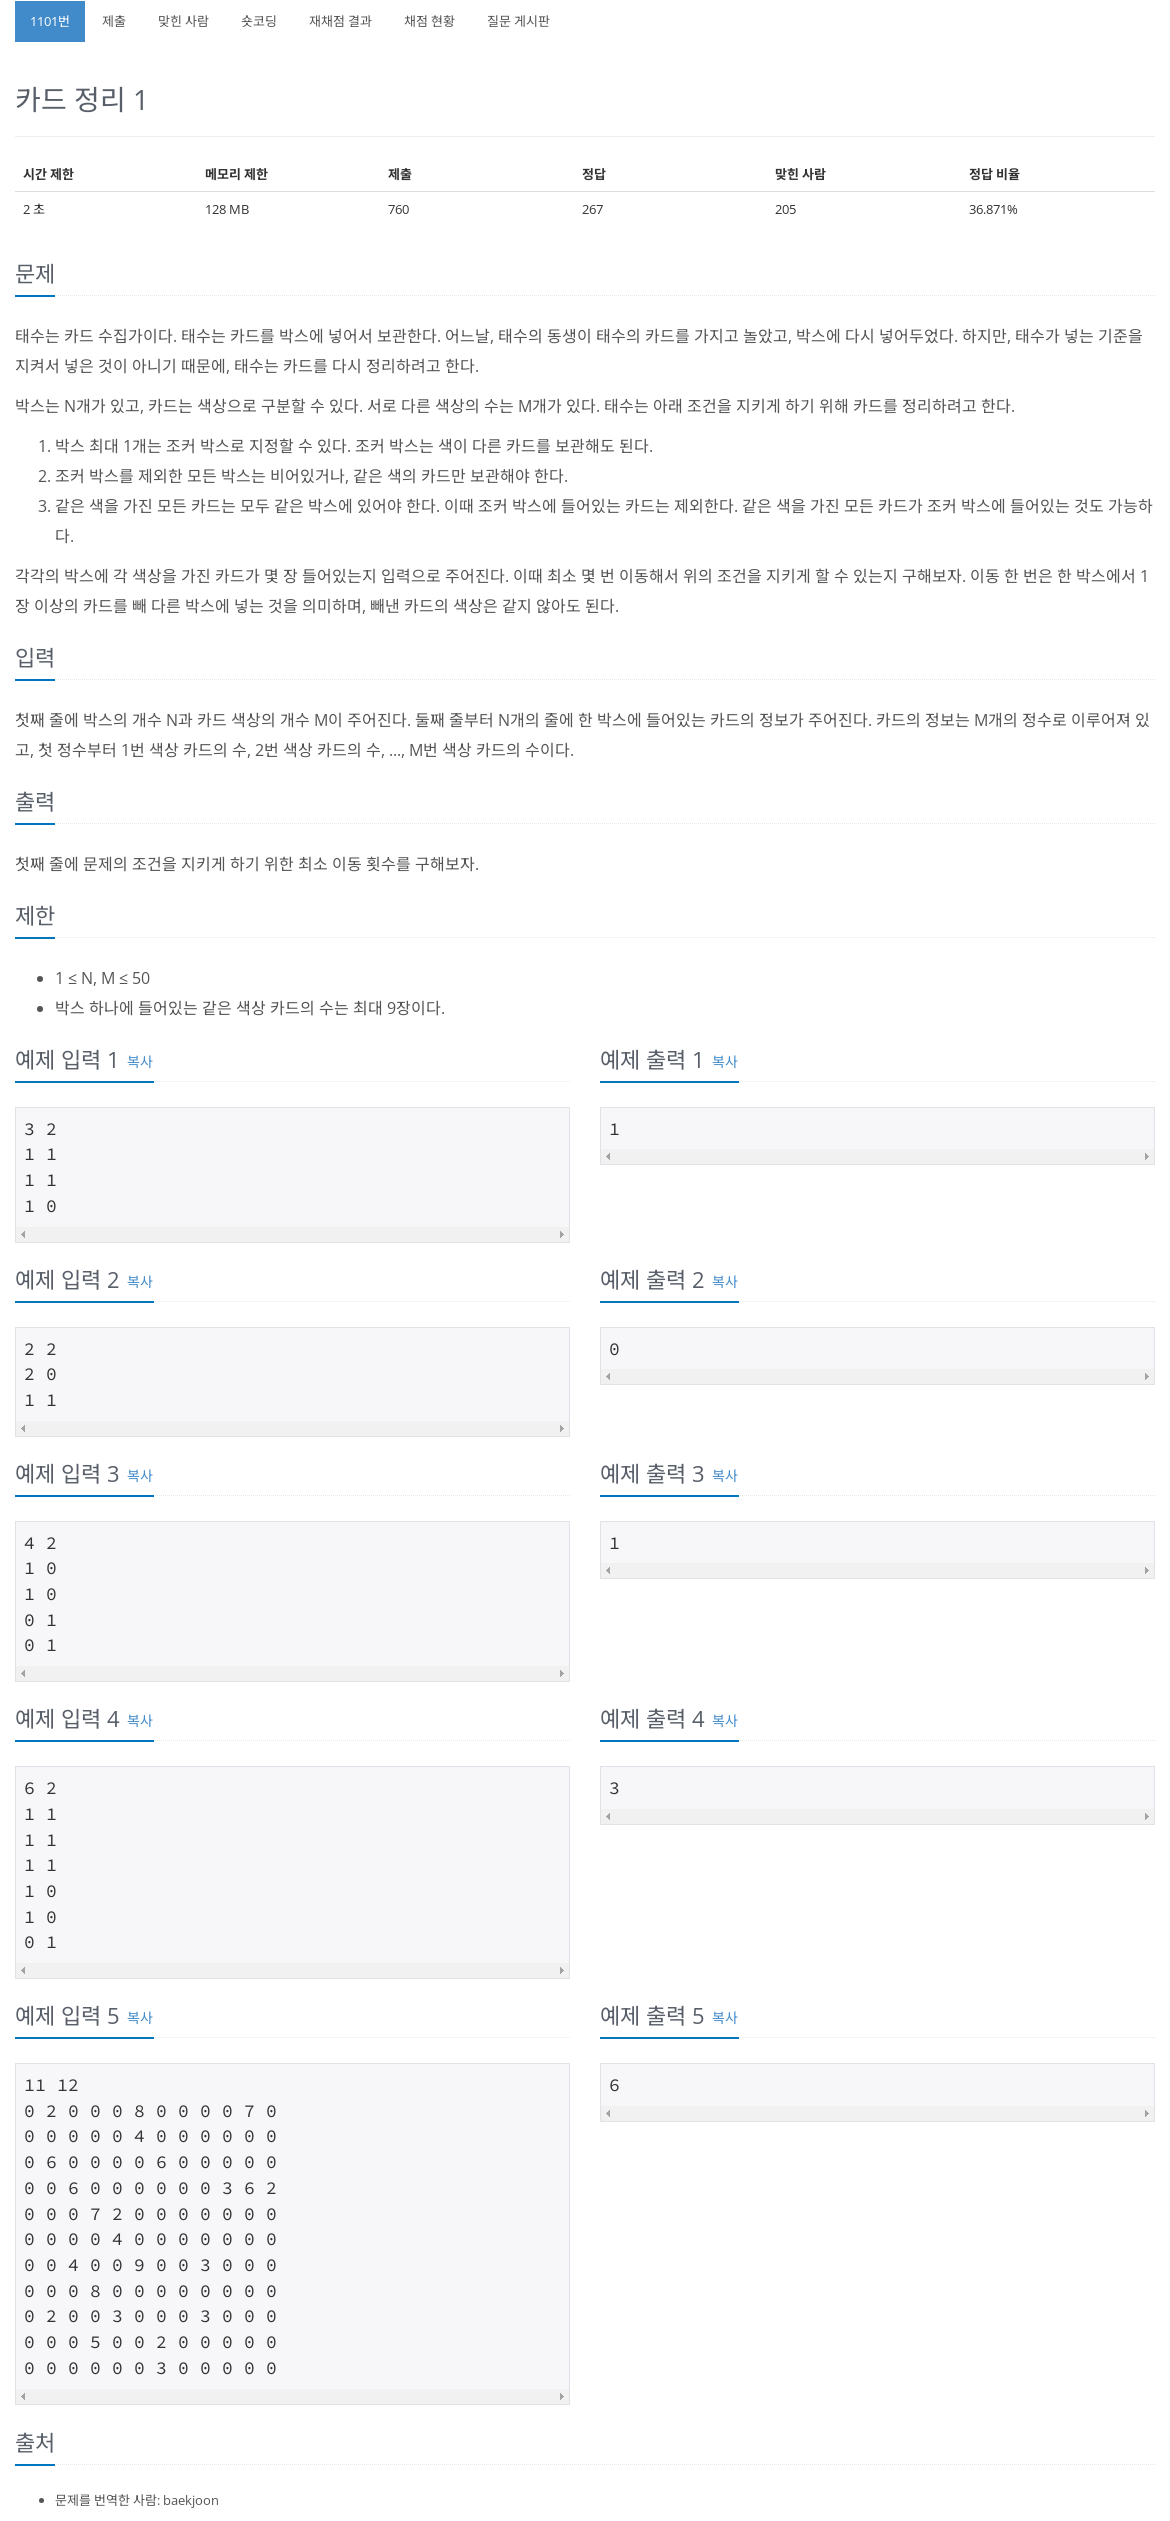 1101번 제출 맞힌 사람 숏코딩 재채점 결과 채점 현황 질문 게시판
카드 정리 1
시간 제한 메모리 제한 제출 정답 맞힌 사람 정답 비율
2 초 128 MB 760 267 205 36.871%
문제
태수는 카드 수집가이다. 태수는 카드를 박스에 넣어서 보관한다. 어느날, 태수의 동생이 태수의 카드를 가지고 놀았고, 박스에 다시 넣어두었다. 하지만, 태수가 넣는 기준을
지켜서 넣은 것이 아니기 때문에, 태수는 카드를 다시 정리하려고 한다.
박스는 N개가 있고, 카드는 색상으로 구분할 수 있다. 서로 다른 색상의 수는 M개가 있다. 태수는 아래 조건을 지키게 하기 위해 카드를 정리하려고 한다.
1. 박스 최대 1개는 조커 박스로 지정할 수 있다. 조커 박스는 색이 다른 카드를 보관해도 된다.
2. 조커 박스를 제외한 모든 박스는 비어있거나, 같은 색의 카드만 보관해야 한다.
3. 같은 색을 가진 모든 카드는 모두 같은 박스에 있어야 한다. 이때 조커 박스에 들어있는 카드는 제외한다. 같은 색을 가진 모든 카드가 조커 박스에 들어있는 것도 가능하
다.
각각의 박스에 각 색상을 가진 카드가 몇 장 들어있는지 입력으로 주어진다. 이때 최소 몇 번 이동해서 위의 조건을 지키게 할 수 있는지 구해보자. 이동 한 번은 한 박스에서 1
장 이상의 카드를 빼 다른 박스에 넣는 것을 의미하며, 빼낸 카드의 색상은 같지 않아도 된다.
입력
첫째 줄에 박스의 개수 N과 카드 색상의 개수 M이 주어진다. 둘째 줄부터 N개의 줄에 한 박스에 들어있는 카드의 정보가 주어진다. 카드의 정보는 M개의 정수로 이루어져 있
고, 첫 정수부터 1번 색상 카드의 수, 2번 색상 카드의 수, ..., M번 색상 카드의 수이다.
출력
첫째 줄에 문제의 조건을 지키게 하기 위한 최소 이동 횟수를 구해보자.
제한
• 1 ≤ N, M ≤ 50
• 박스 하나에 들어있는 같은 색상 카드의 수는 최대 9장이다.
예제 입력 1 복사
3 2
1 1
1 1
1 0
예제 출력 1 복사
1
예제 입력 2 복사
2 2
2 0
1 1
예제 출력 2 복사
0
예제 입력 3 복사
4 2
1 0
1 0
0 1
0 1
예제 출력 3 복사
1
예제 입력 4 복사
6 2
1 1
1 1
1 1
1 0
1 0
0 1
예제 출력 4 복사
3
예제 입력 5 복사
11 12
0 2 0 0 0 8 0 0 0 0 7 0
0 0 0 0 0 4 0 0 0 0 0 0
0 6 0 0 0 0 6 0 0 0 0 0
0 0 6 0 0 0 0 0 0 3 6 2
0 0 0 7 2 0 0 0 0 0 0 0
0 0 0 0 4 0 0 0 0 0 0 0
0 0 4 0 0 9 0 0 3 0 0 0
0 0 0 8 0 0 0 0 0 0 0 0
0 2 0 0 3 0 0 0 3 0 0 0
0 0 0 5 0 0 2 0 0 0 0 0
0 0 0 0 0 0 3 0 0 0 0 0
예제 출력 5 복사
6
출처
• 문제를 번역한 사람: baekjoon